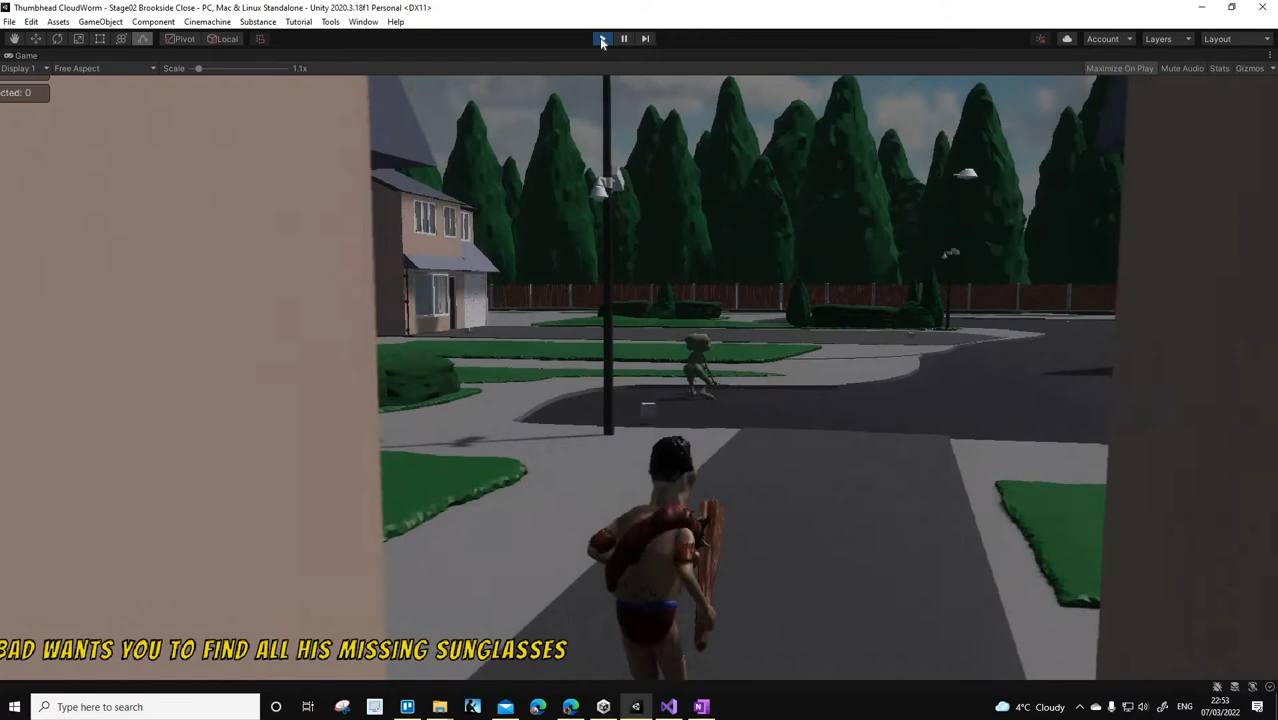 Thumbhead CloudWorm - Stage02 Brookside Close - PC, Mac & Linux Standalone - Unity 2020.3.18f1 Personal <DX11>
File Edit Assets GameObject Component Cinemachine Substance Tutorial Tools Window Help
Pivot Local Account Layers Layout
Game
Display 1 Free Aspect Scale 1.1x Maximize On Play Mute Audio Stats Gizmos
cted: 0
BAD WANTS YOU TO FIND ALL HIS MISSING SUNGLASSES
Type here to search 4°C Cloudy ENG 22:53
07/03/2022